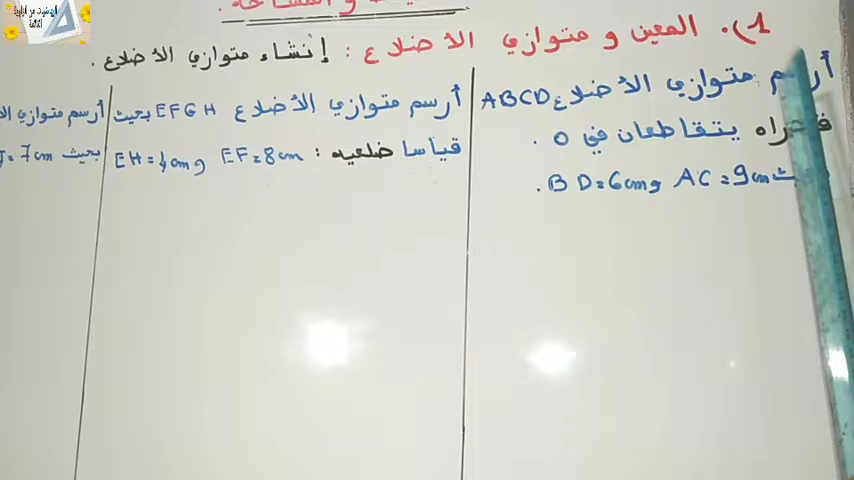 و المساحة.
1). المعين و متوازي الأضلاع : إنشاء متوازي الأضلاع.
أرسم متوازي الأضلاع ABCD
قطراه يتقاطعان في O.
AC = 9cm و BD = 6cm.
أرسم متوازي الأضلاع EFGH بحيث
قياسا ضلعيه : EF = 8cm و EH = 4cm
أرسم متوازي
بحيث = 7cm